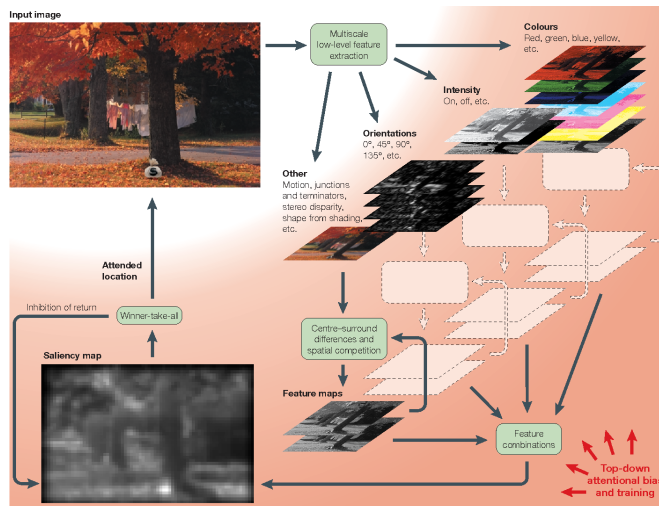 Input image
Multiscale
low-level feature
extraction
Colours
Red, green, blue, yellow,
etc.
Intensity
On, off, etc.
Orientations
0°, 45°, 90°,
135°, etc.
Other
Motion, junctions
and terminators,
stereo disparity,
shape from shading,
etc.
Attended
location
Inhibition of return
Winner-take-all
Centre–surround
differences and
spatial competition
Saliency map
Feature maps
Feature
combinations
Top-down
attentional bia
and training